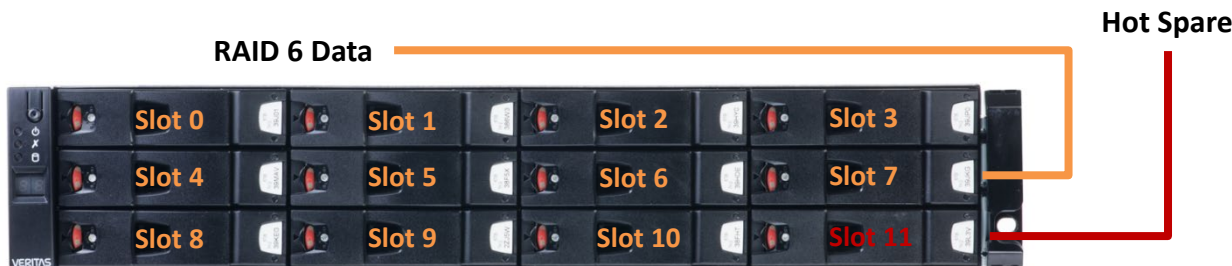 Hot Spare
RAID 6 Data
Slot 0 Slot 1 Slot 2 Slot 3
Slot 4 Slot 5 Slot 6 Slot 7
Slot 8 Slot 9 Slot 10 Slot 11
VERITAS